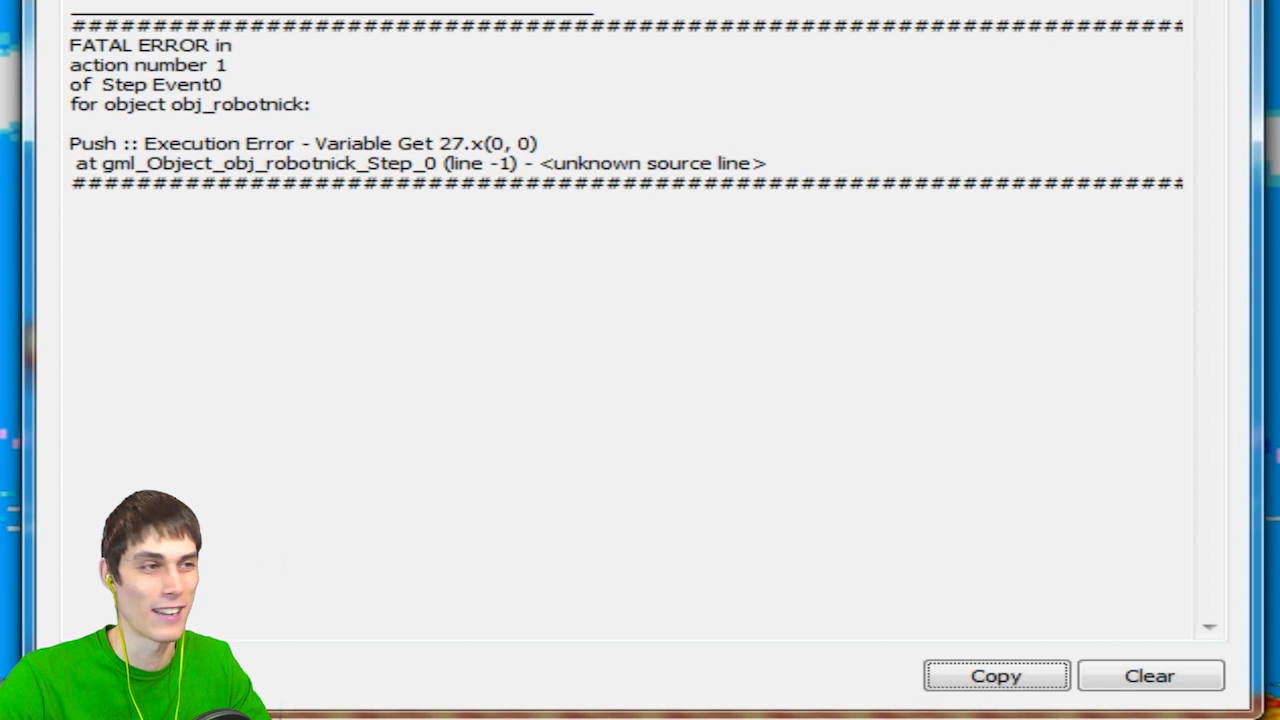 ###################################################################
FATAL ERROR in
action number 1
of  Step Event0
for object obj_robotnick:
Push :: Execution Error - Variable Get 27.x(0, 0)
at gml_Object_obj_robotnick_Step_0 (line -1) - <unknown source line>
###################################################################
Copy
Clear